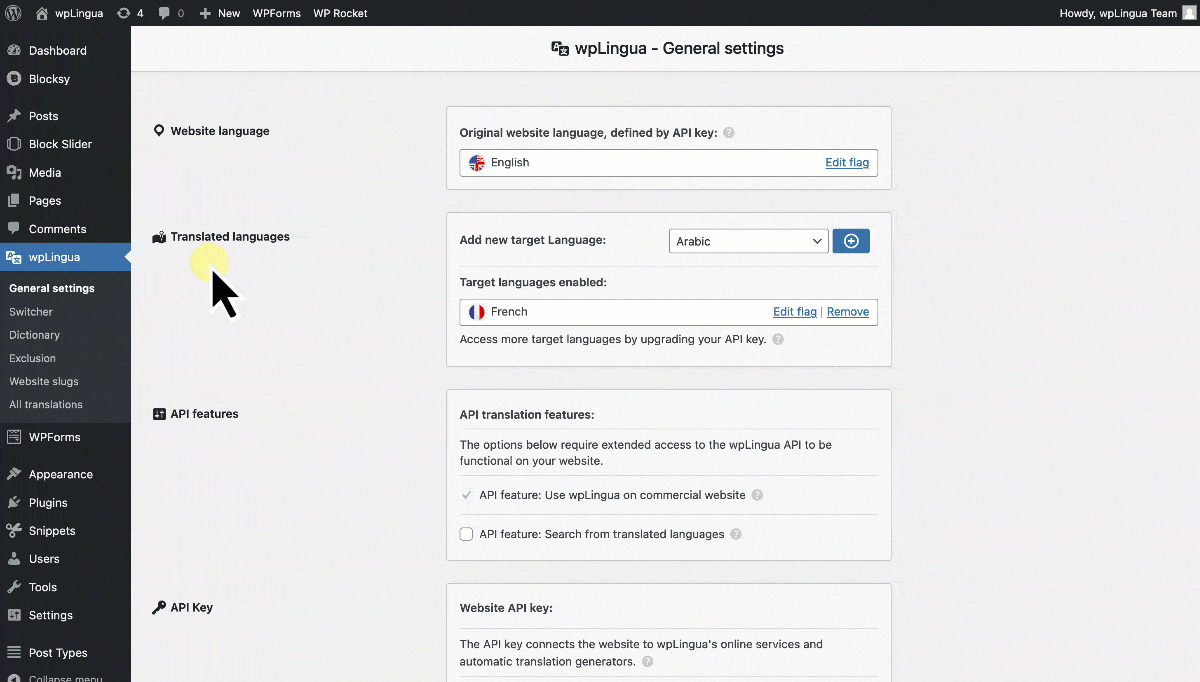 wpLingua 4 0 New WPForms WP Rocket Howdy, wpLingua Team
Dashboard
Blocksy
Posts
Block Slider
Media
Pages
Comments
wpLingua
General settings
Switcher
Dictionary
Exclusion
Website slugs
All translations
WPForms
Appearance
Plugins
Snippets
Users
Tools
Settings
Post Types
Collapse menu
wpLingua - General settings
Website language
Original website language, defined by API key: ?
English Edit flag
Translated languages
Add new target Language: Arabic
Target languages enabled:
French Edit flag | Remove
Access more target languages by upgrading your API key. ?
API features
API translation features:
The options below require extended access to the wpLingua API to be
functional on your website.
API feature: Use wpLingua on commercial website ?
API feature: Search from translated languages ?
API Key
Website API key:
The API key connects the website to wpLingua's online services and
automatic translation generators. ?